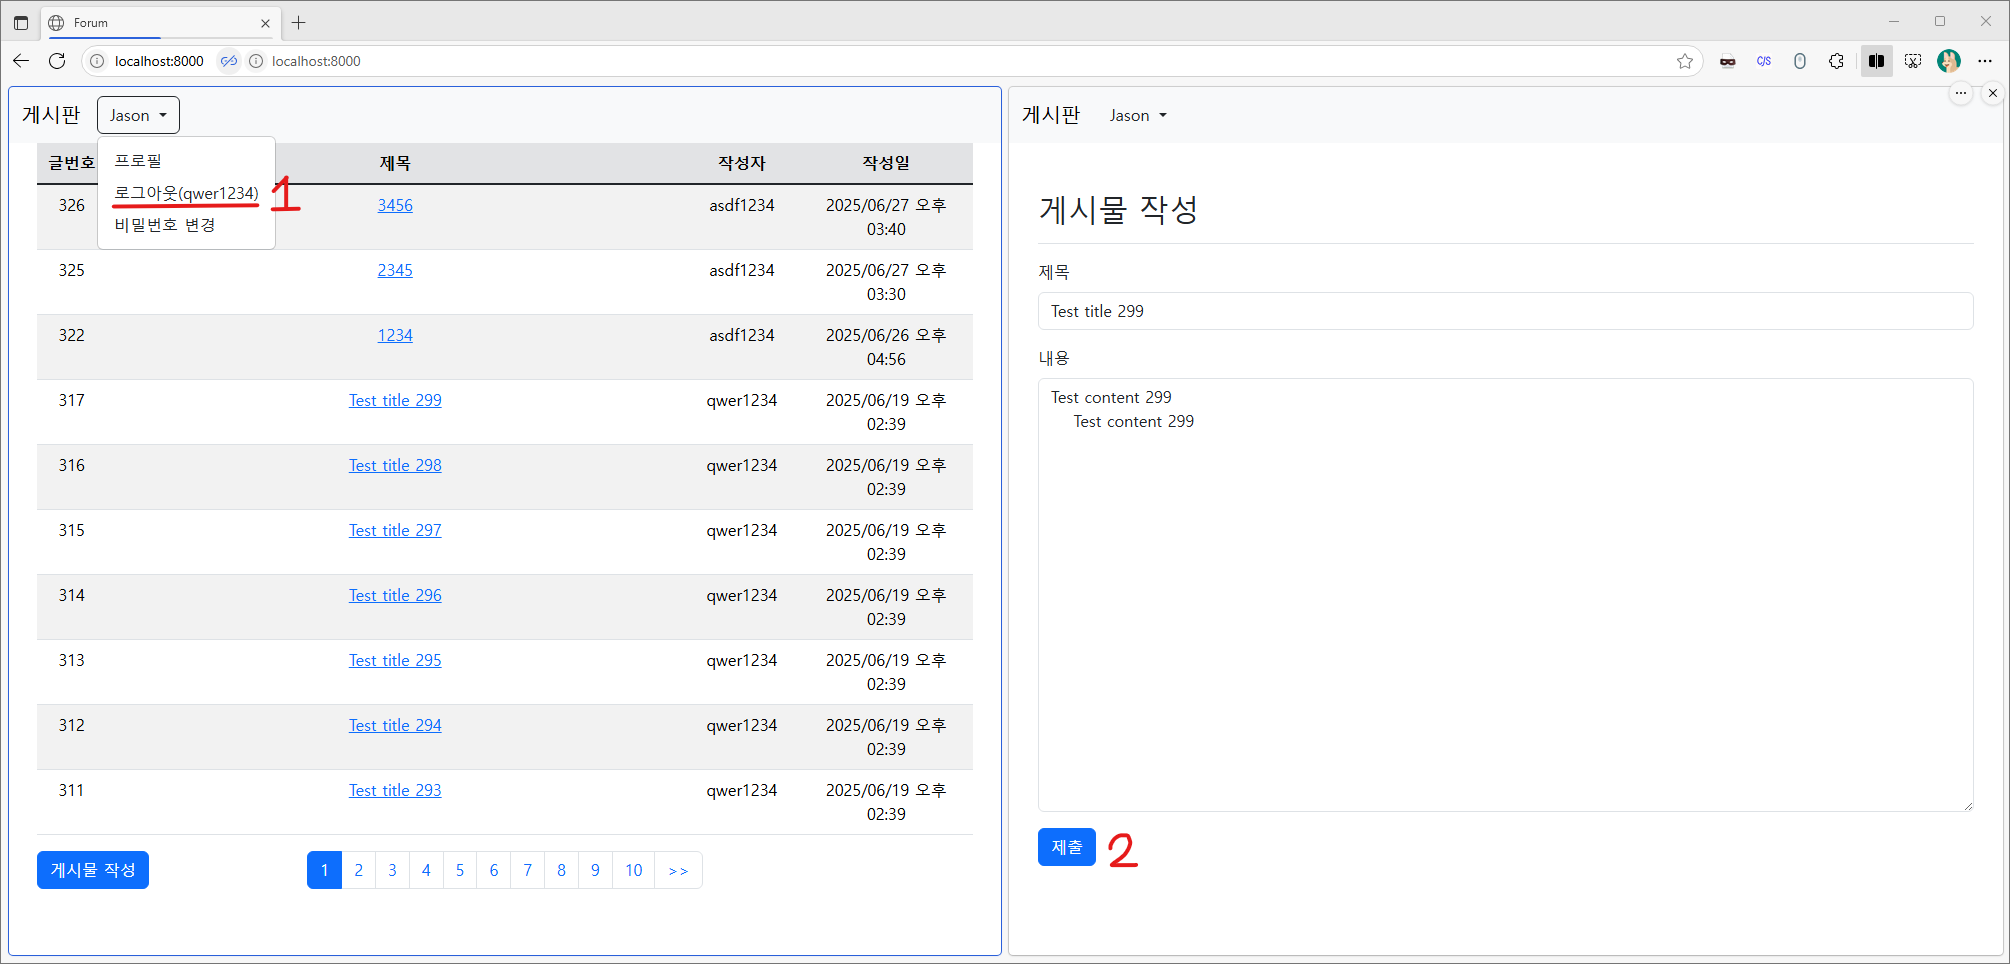 Forum
localhost:8000
localhost:8000
게시판 Jason
프로필
로그아웃(qwer1234) 1
비밀번호 변경
글번호 제목 작성자 작성일
326 3456 asdf1234 2025/06/27 오후
03:40
325 2345 asdf1234 2025/06/27 오후
03:30
322 1234 asdf1234 2025/06/26 오후
04:56
317 Test title 299 qwer1234 2025/06/19 오후
02:39
316 Test title 298 qwer1234 2025/06/19 오후
02:39
315 Test title 297 qwer1234 2025/06/19 오후
02:39
314 Test title 296 qwer1234 2025/06/19 오후
02:39
313 Test title 295 qwer1234 2025/06/19 오후
02:39
312 Test title 294 qwer1234 2025/06/19 오후
02:39
311 Test title 293 qwer1234 2025/06/19 오후
02:39
게시물 작성 1 2 3 4 5 6 7 8 9 10 >>
게시판 Jason
게시물 작성
제목
Test title 299
내용
Test content 299
Test content 299
제출 2
C/S